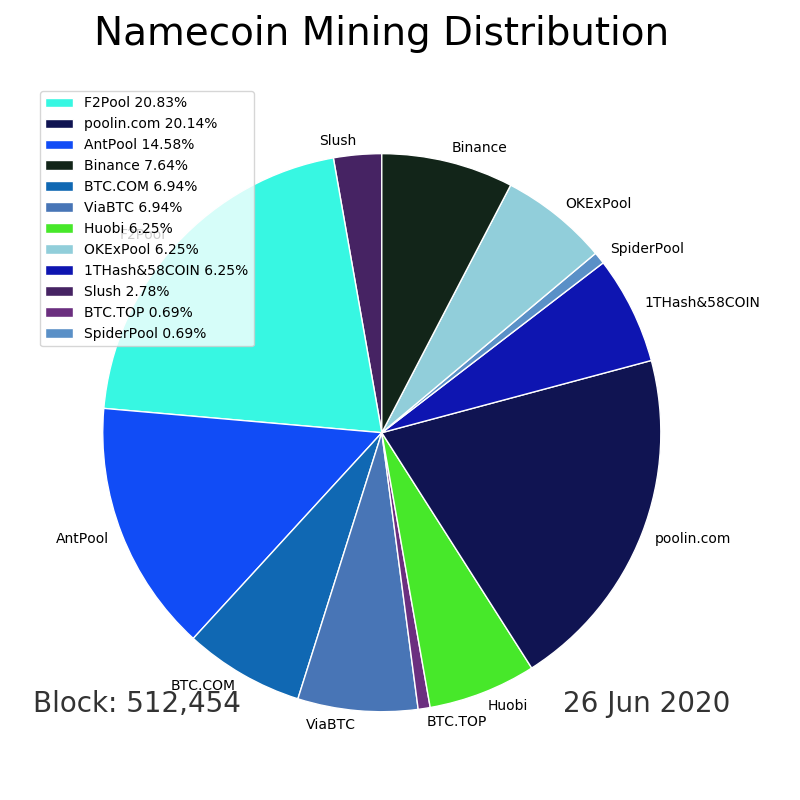 Namecoin Mining Distribution
F2Pool 20.83%
poolin.com 20.14%
AntPool 14.58%
Binance 7.64%
BTC.COM 6.94%
ViaBTC 6.94%
Huobi 6.25%
OKExPool 6.25%
1THash&58COIN 6.25%
Slush 2.78%
BTC.TOP 0.69%
SpiderPool 0.69%
Slush
Binance
OKExPool
SpiderPool
1THash&58COIN
F2Pool
poolin.com
AntPool
BTC.COM
Huobi
BTC.TOP
ViaBTC
Block: 512,454
26 Jun 2020